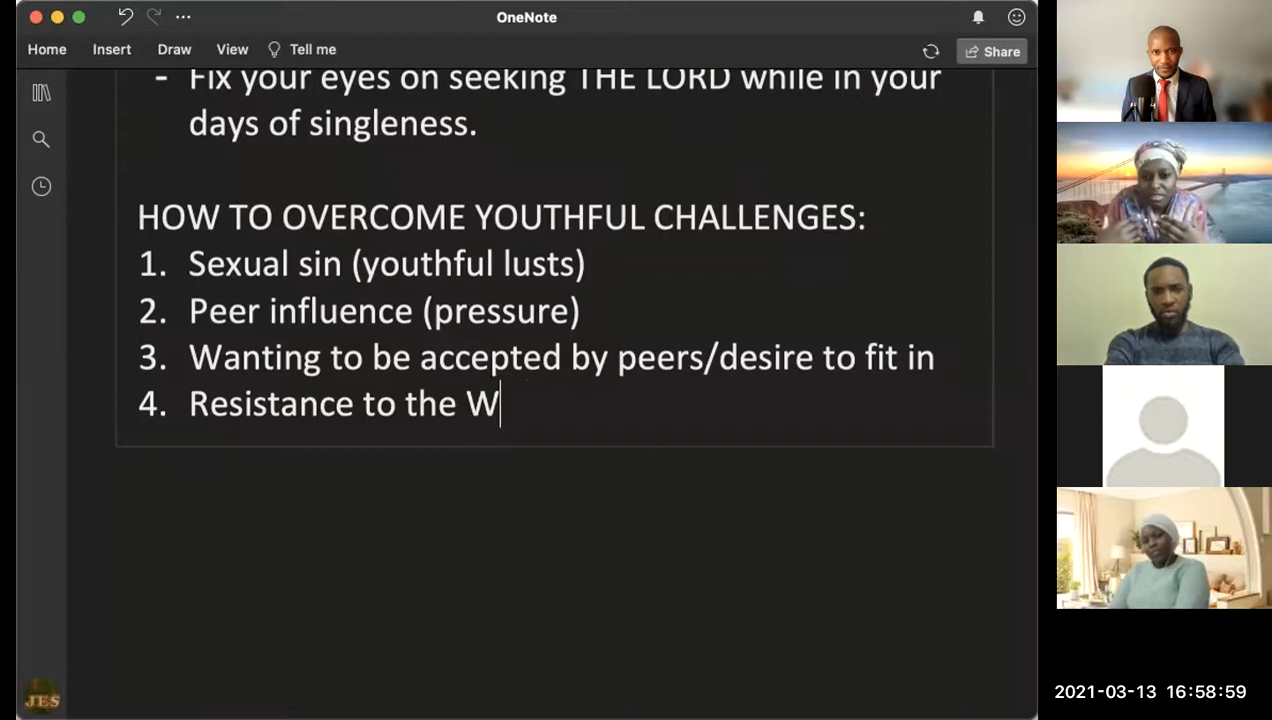 OneNote
Home Insert Draw View Tell me Share
- Fix your eyes on seeking THE LORD while in your
days of singleness.
HOW TO OVERCOME YOUTHFUL CHALLENGES:
1. Sexual sin (youthful lusts)
2. Peer influence (pressure)
3. Wanting to be accepted by peers/desire to fit in
4. Resistance to the W
JES
2021-03-13 16:58:59